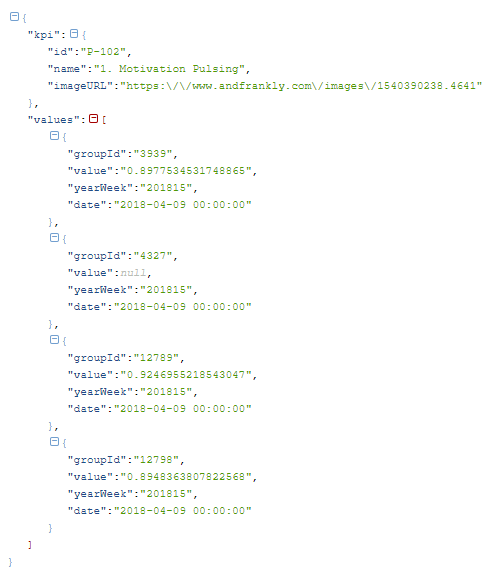 {
"kpi":{
"id":"P-102",
"name":"1. Motivation Pulsing",
"imageURL":"https:\/\/www.andfrankly.com\/images\/1540390238.4641"
},
"values":[
{
"groupId":"3939",
"value":"0.8977534531748865",
"yearWeek":"201815",
"date":"2018-04-09 00:00:00"
},
{
"groupId":"4327",
"value":null,
"yearWeek":"201815",
"date":"2018-04-09 00:00:00"
},
{
"groupId":"12789",
"value":"0.9246955218543047",
"yearWeek":"201815",
"date":"2018-04-09 00:00:00"
},
{
"groupId":"12798",
"value":"0.8948363807822568",
"yearWeek":"201815",
"date":"2018-04-09 00:00:00"
}
]
}